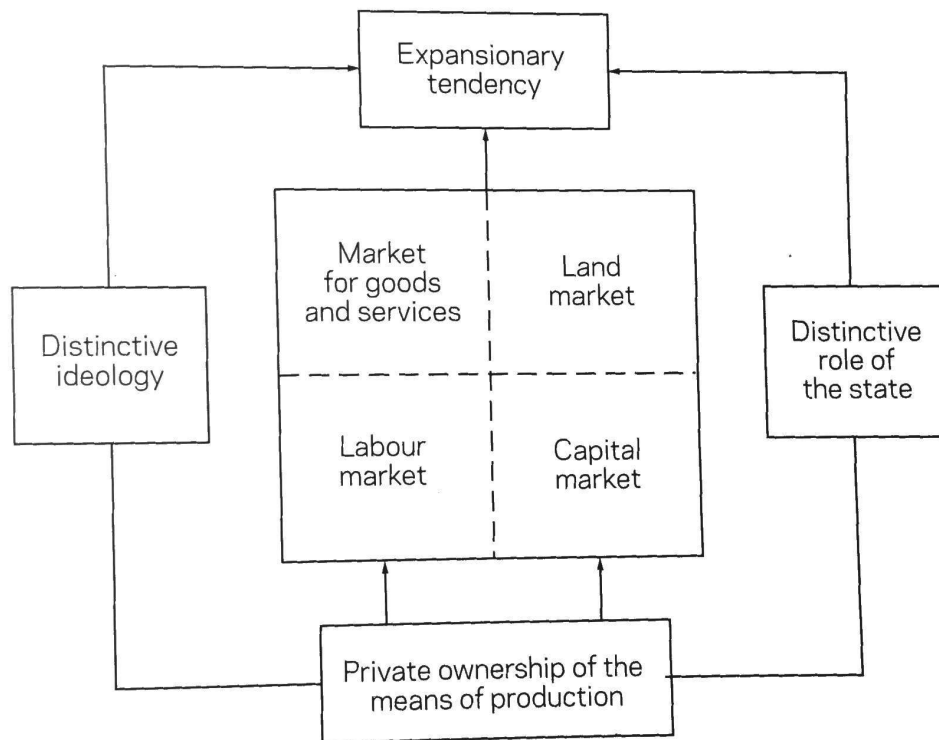 Expansionary
tendency
Market
for goods
and services
Land
market
Distinctive
ideology
Distinctive
role of
the state
Labour
market
Capital
market
Private ownership of the
means of production